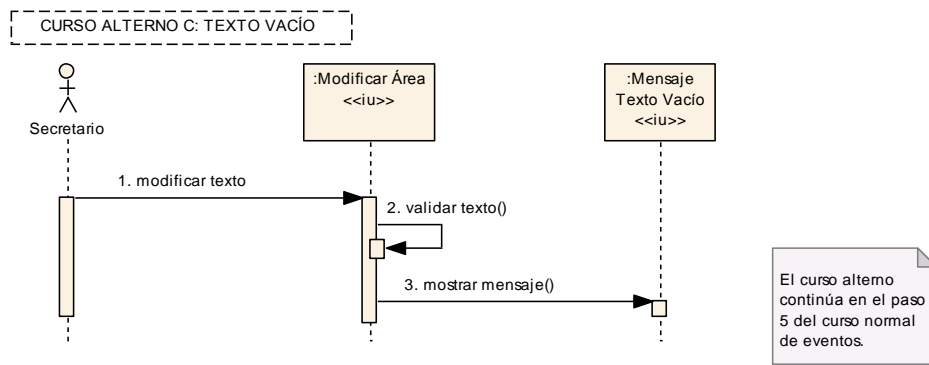 CURSO ALTERNO C: TEXTO VACÍO
Secretario
:Modificar Área
<<iu>>
:Mensaje
Texto Vacío
<<iu>>
1. modificar texto
2. validar texto()
3. mostrar mensaje()
El curso alterno
continúa en el paso
5 del curso normal
de eventos.